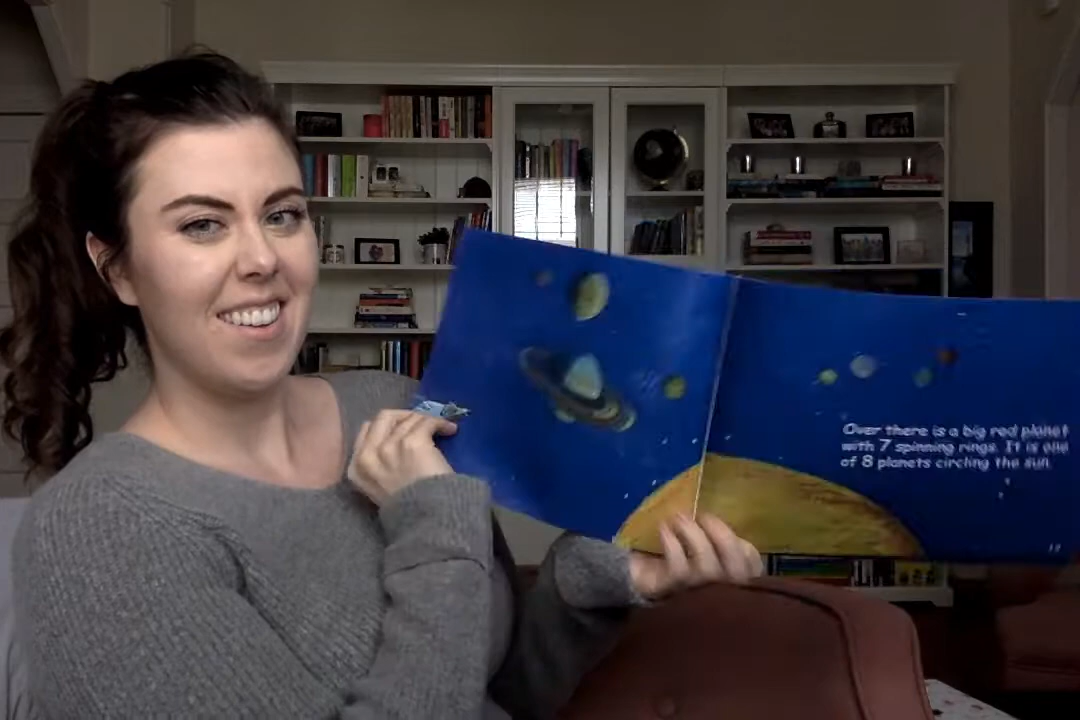 Over there is a big red planet
with 7 spinning rings. It is one
of 8 planets circling the sun.